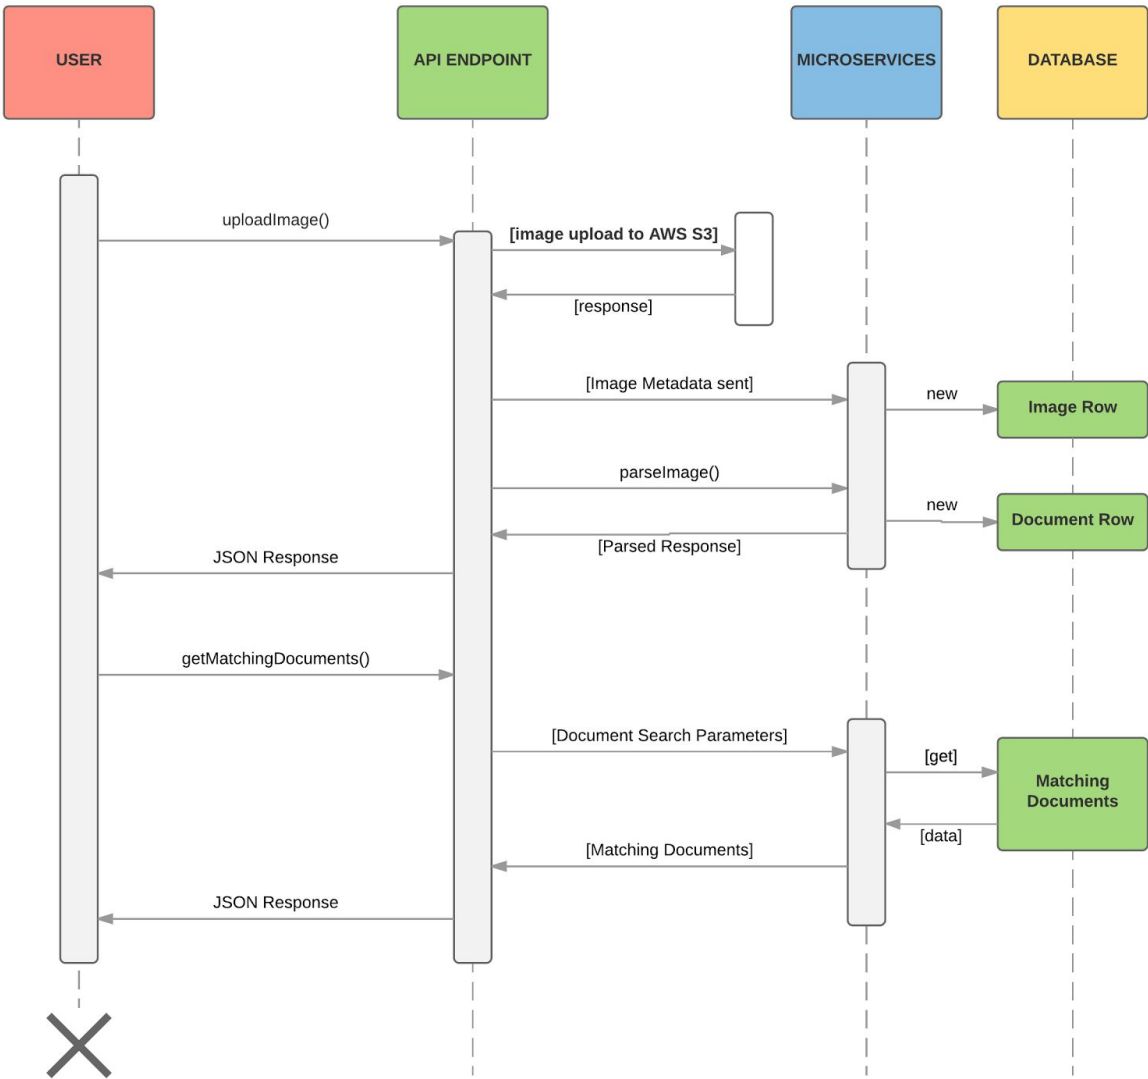 USER
API ENDPOINT
MICROSERVICES
DATABASE
uploadImage()
[image upload to AWS S3]
[response]
[Image Metadata sent]
new
Image Row
parseImage()
new
Document Row
[Parsed Response]
JSON Response
getMatchingDocuments()
[Document Search Parameters]
[get]
Matching
Documents
[data]
[Matching Documents]
JSON Response